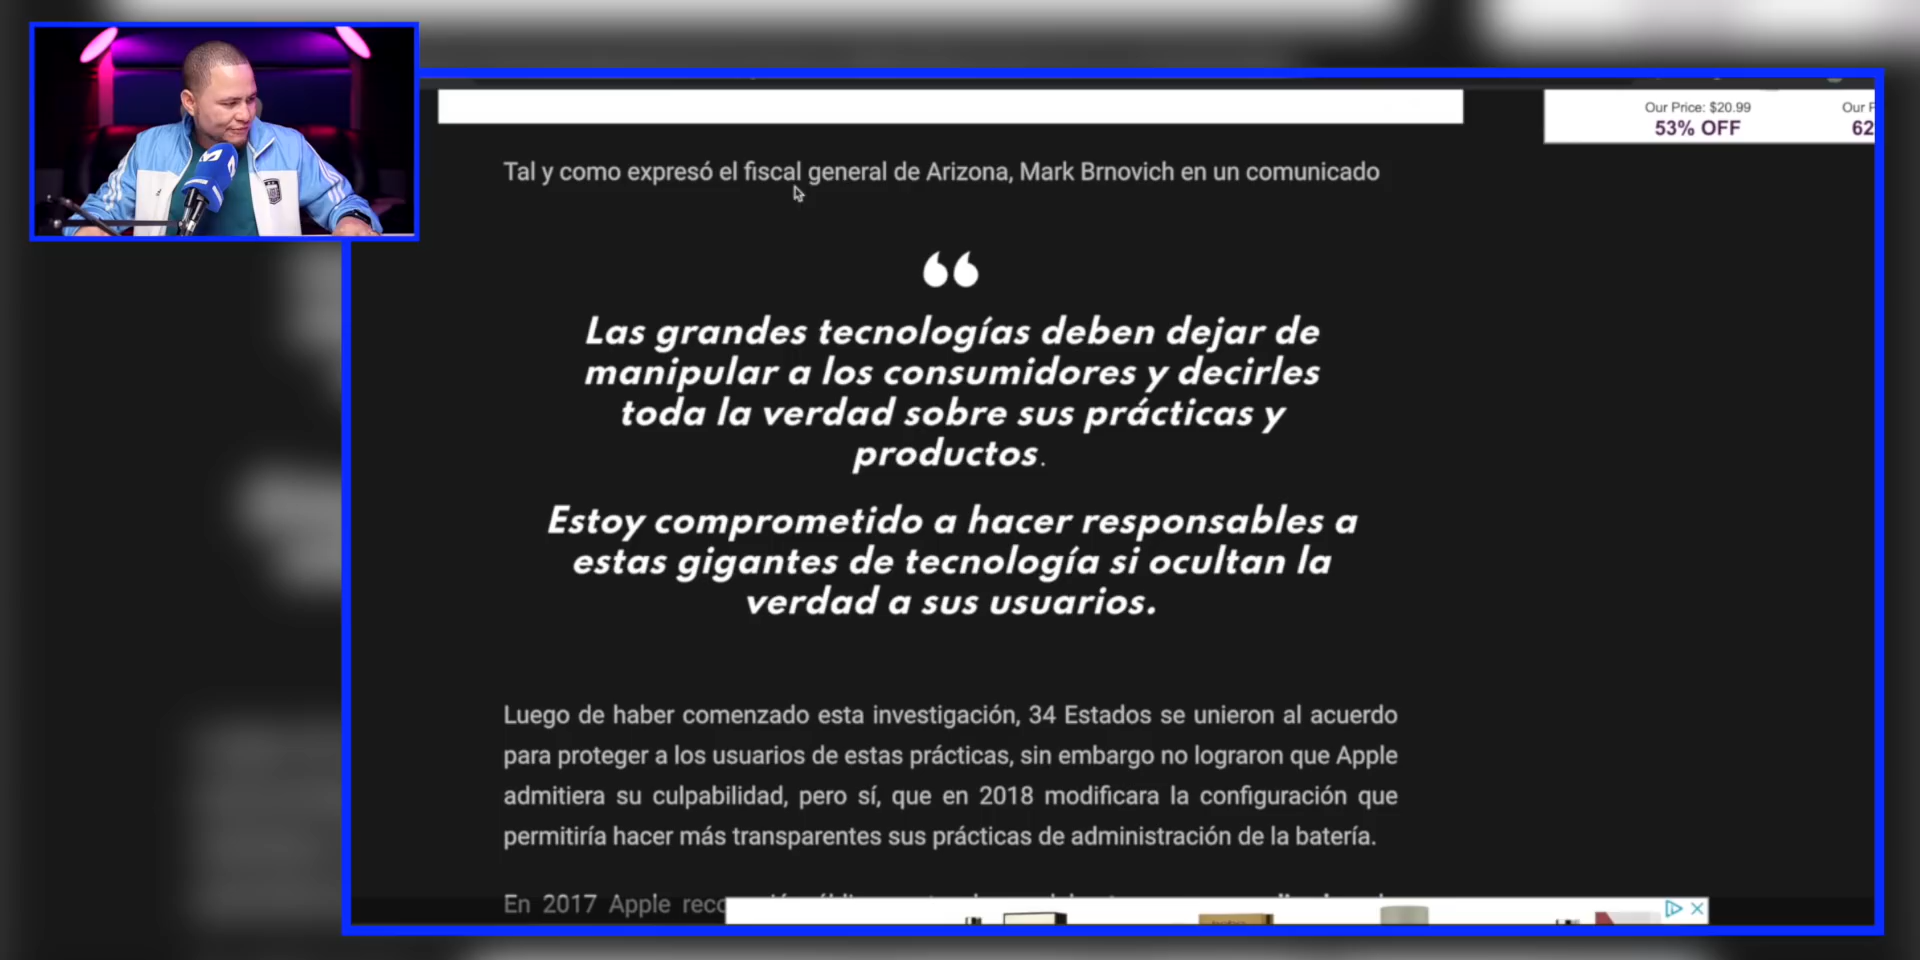 Our Price: $20.99
53% OFF
Our P
62
Tal y como expresó el fiscal general de Arizona, Mark Brnovich en un comunicado
“
Las grandes tecnologías deben dejar de
manipular a los consumidores y decirles
toda la verdad sobre sus prácticas y
productos.
Estoy comprometido a hacer responsables a
estas gigantes de tecnología si ocultan la
verdad a sus usuarios.
Luego de haber comenzado esta investigación, 34 Estados se unieron al acuerdo
para proteger a los usuarios de estas prácticas, sin embargo no lograron que Apple
admitiera su culpabilidad, pero sí, que en 2018 modificara la configuración que
permitiría hacer más transparentes sus prácticas de administración de la batería.
En 2017 Apple reco